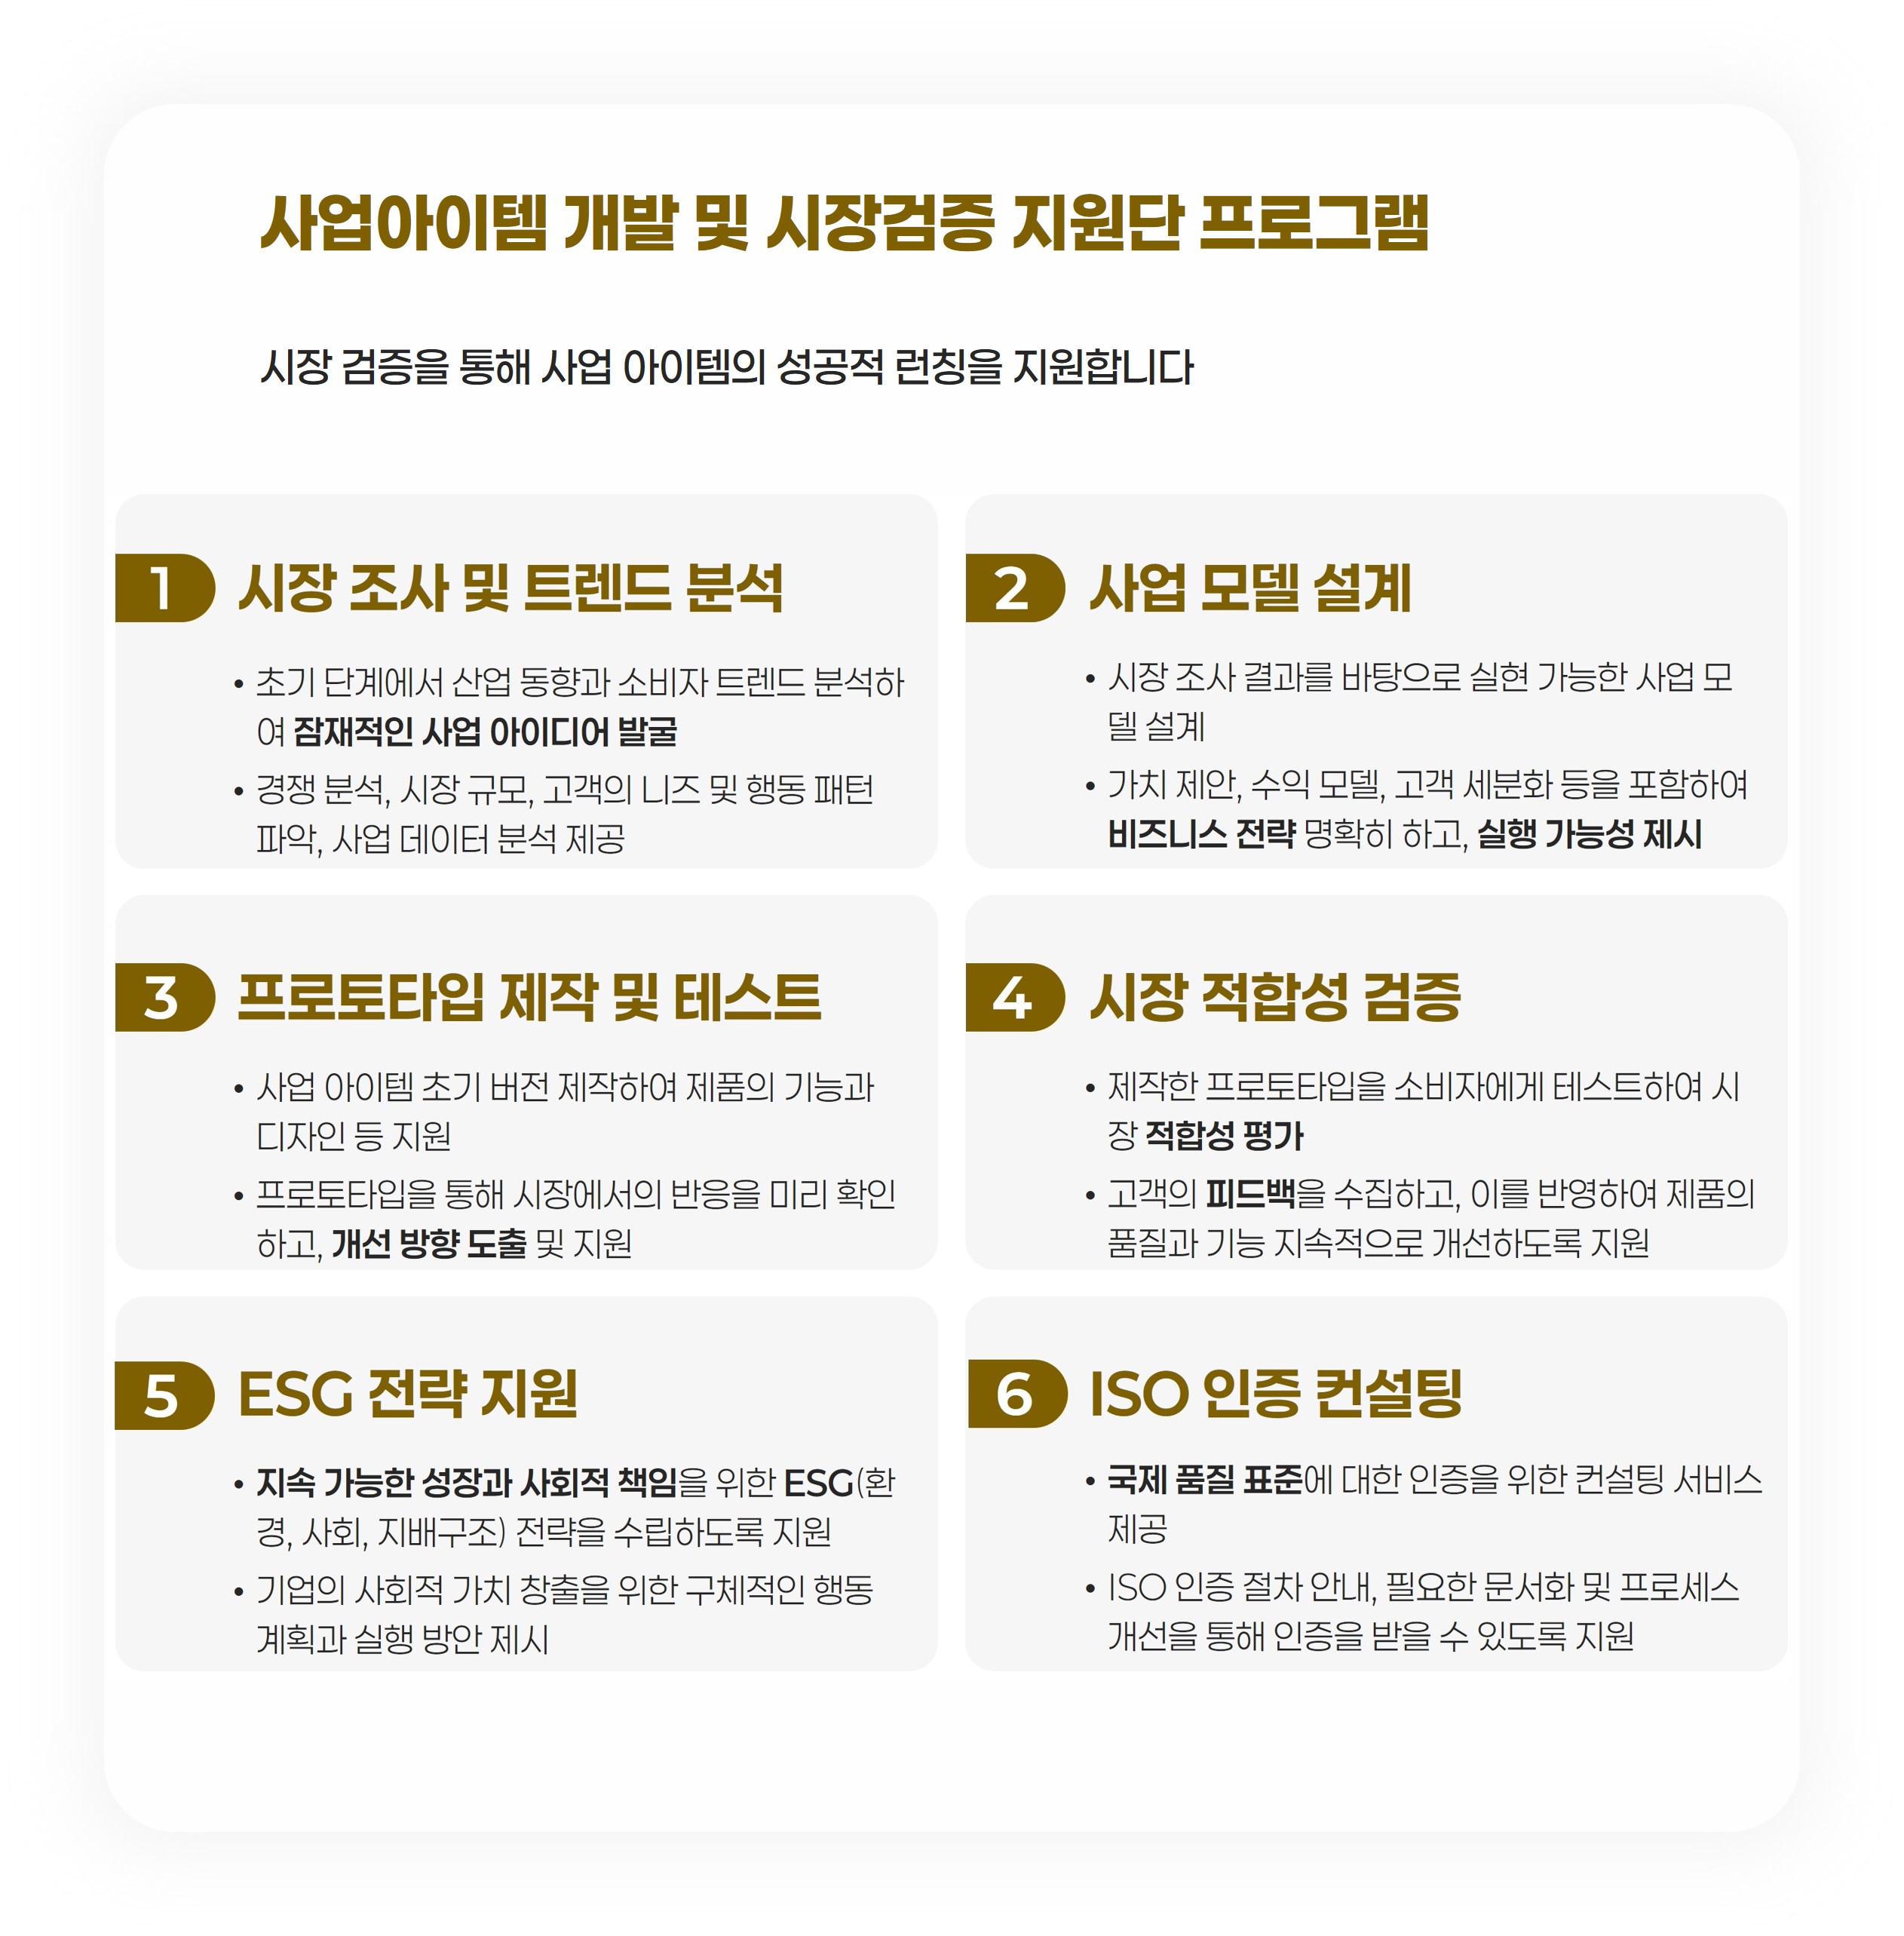 사업아이템 개발 및 시장검증 지원단 프로그램
시장 검증을 통해 사업 아이템의 성공적 런칭을 지원합니다
1 시장 조사 및 트렌드 분석
• 초기 단계에서 산업 동향과 소비자 트렌드 분석하
여 잠재적인 사업 아이디어 발굴
• 경쟁 분석, 시장 규모, 고객의 니즈 및 행동 패턴
파악, 사업 데이터 분석 제공
2 사업 모델 설계
• 시장 조사 결과를 바탕으로 실현 가능한 사업 모
델 설계
• 가치 제안, 수익 모델, 고객 세분화 등을 포함하여
비즈니스 전략 명확히 하고, 실행 가능성 제시
3 프로토타입 제작 및 테스트
• 사업 아이템 초기 버전 제작하여 제품의 기능과
디자인 등 지원
• 프로토타입을 통해 시장에서의 반응을 미리 확인
하고, 개선 방향 도출 및 지원
4 시장 적합성 검증
• 제작한 프로토타입을 소비자에게 테스트하여 시
장 적합성 평가
• 고객의 피드백을 수집하고, 이를 반영하여 제품의
품질과 기능 지속적으로 개선하도록 지원
5 ESG 전략 지원
• 지속 가능한 성장과 사회적 책임을 위한 ESG(환
경, 사회, 지배구조) 전략을 수립하도록 지원
• 기업의 사회적 가치 창출을 위한 구체적인 행동
계획과 실행 방안 제시
6 ISO 인증 컨설팅
• 국제 품질 표준에 대한 인증을 위한 컨설팅 서비스
제공
• ISO 인증 절차 안내, 필요한 문서화 및 프로세스
개선을 통해 인증을 받을 수 있도록 지원